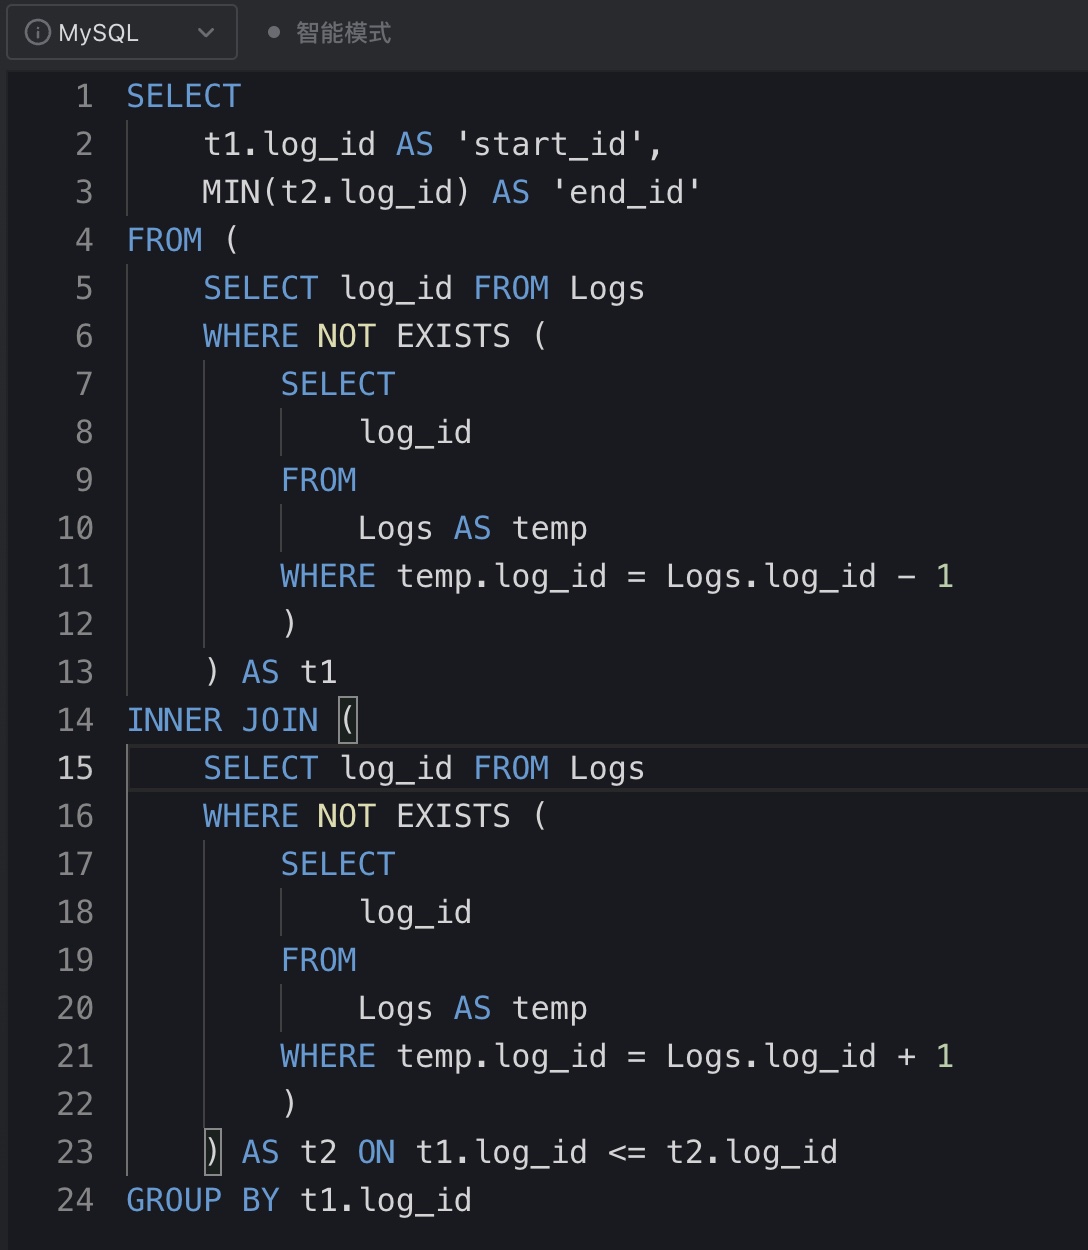 MySQL 智能模式
1 SELECT
2 t1.log_id AS 'start_id',
3 MIN(t2.log_id) AS 'end_id'
4 FROM (
5 SELECT log_id FROM Logs
6 WHERE NOT EXISTS (
7 SELECT
8 log_id
9 FROM
10 Logs AS temp
11 WHERE temp.log_id = Logs.log_id - 1
12 )
13 ) AS t1
14 INNER JOIN (
15 SELECT log_id FROM Logs
16 WHERE NOT EXISTS (
17 SELECT
18 log_id
19 FROM
20 Logs AS temp
21 WHERE temp.log_id = Logs.log_id + 1
22 )
23 ) AS t2 ON t1.log_id <= t2.log_id
24 GROUP BY t1.log_id